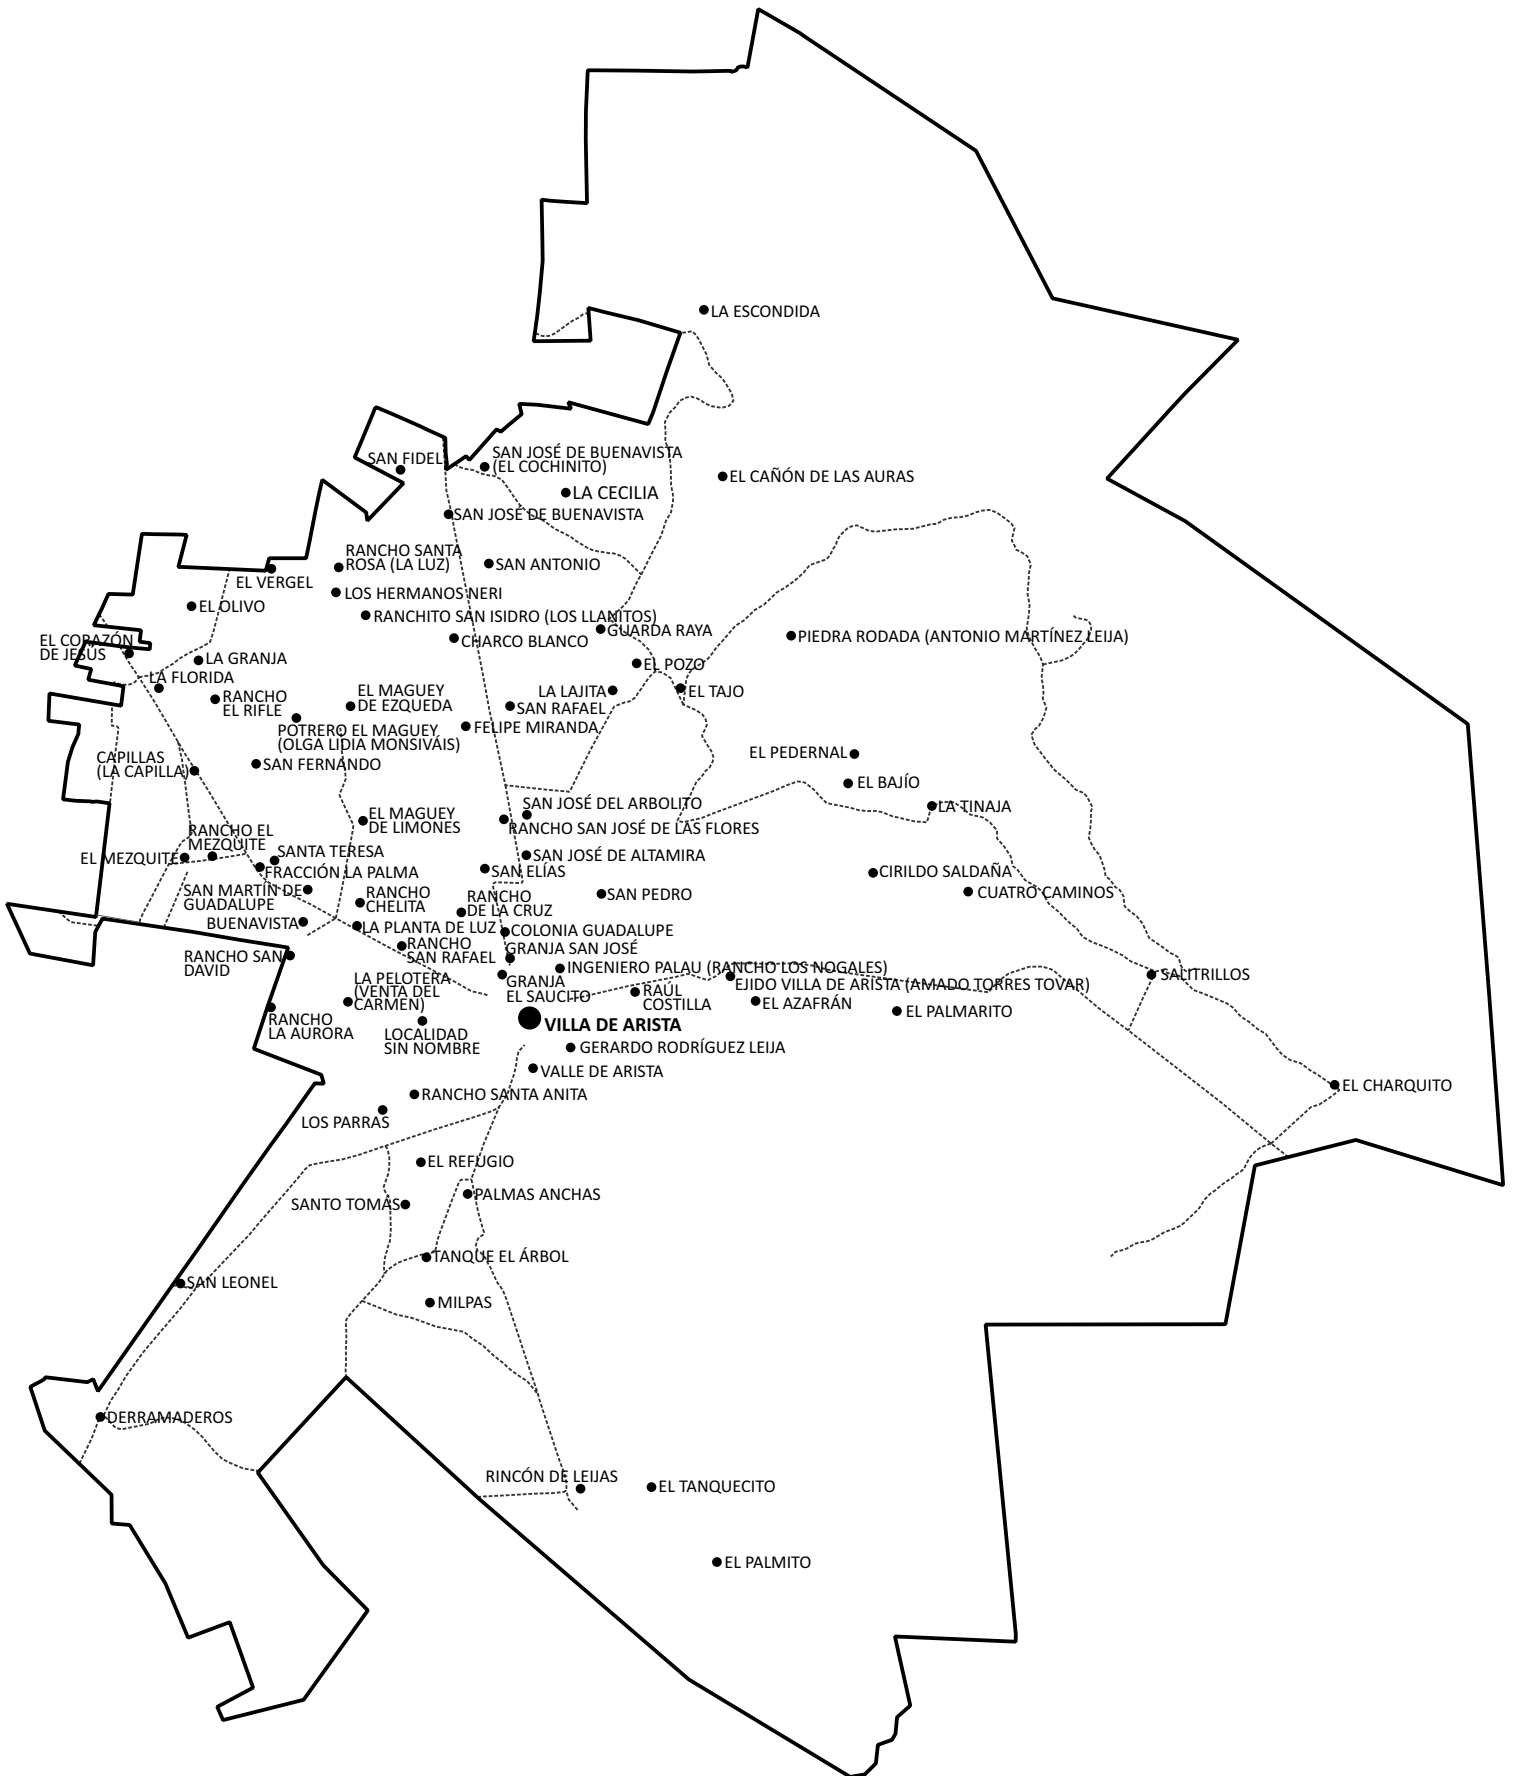 LA ESCONDIDA
SAN JOSÉ DE BUENAVISTA
(EL COCHINITO)
SAN FIDEL
EL CAÑÓN DE LAS AURAS
LA CECILIA
SAN JOSÉ DE BUENAVISTA
RANCHO SANTA
ROSA (LA LUZ)
SAN ANTONIO
EL VERGEL
LOS HERMANOS NERI
EL OLIVO
RANCHITO SAN ISIDRO (LOS LLANITOS)
GUARDA RAYA
PIEDRA RODADA (ANTONIO MARTÍNEZ LEIJA)
EL CORAZÓN
DE JESÚS
CHARCO BLANCO
LA GRANJA
EL POZO
LA FLORIDA
RANCHO
EL RIFLE
EL MAGUEY
DE EZQUEDA
LA LAJITA
EL TAJO
SAN RAFAEL
POTRERO EL MAGUEY
(OLGA LIDIA MONSIVÁIS)
FELIPE MIRANDA
EL PEDERNAL
CAPILLAS
(LA CAPILLA)
SAN FERNANDO
EL BAJÍO
SAN JOSÉ DEL ARBOLITO
LA TINAJA
EL MAGUEY
DE LIMONES
RANCHO SAN JOSÉ DE LAS FLORES
RANCHO EL
MEZQUITE
EL MEZQUITE
SANTA TERESA
SAN JOSÉ DE ALTAMIRA
FRACCIÓN LA PALMA
SAN ELÍAS
CIRILDO SALDAÑA
SAN MARTÍN DE
GUADALUPE
RANCHO
CHELITA
RANCHO
DE LA CRUZ
SAN PEDRO
CUATRO CAMINOS
BUENAVISTA
LA PLANTA DE LUZ
COLONIA GUADALUPE
RANCHO
SAN RAFAEL
GRANJA SAN JOSÉ
RANCHO SAN
DAVID
INGENIERO PALAU (RANCHO LOS NOGALES)
SALITRILLOS
LA PELOTERA
(VENTA DEL
CARMEN)
GRANJA
EL SAUCITO
EJIDO VILLA DE ARISTA (AMADO TORRES TOVAR)
RAÚL
COSTILLA
EL AZAFRÁN
EL PALMARITO
RANCHO
LA AURORA
LOCALIDAD
SIN NOMBRE
VILLA DE ARISTA
GERARDO RODRÍGUEZ LEIJA
VALLE DE ARISTA
EL CHARQUITO
RANCHO SANTA ANITA
LOS PARRAS
EL REFUGIO
PALMAS ANCHAS
SANTO TOMÁS
TANQUE EL ÁRBOL
SAN LEONEL
MILPAS
DERRAMADEROS
RINCÓN DE LEIJAS
EL TANQUECITO
EL PALMITO